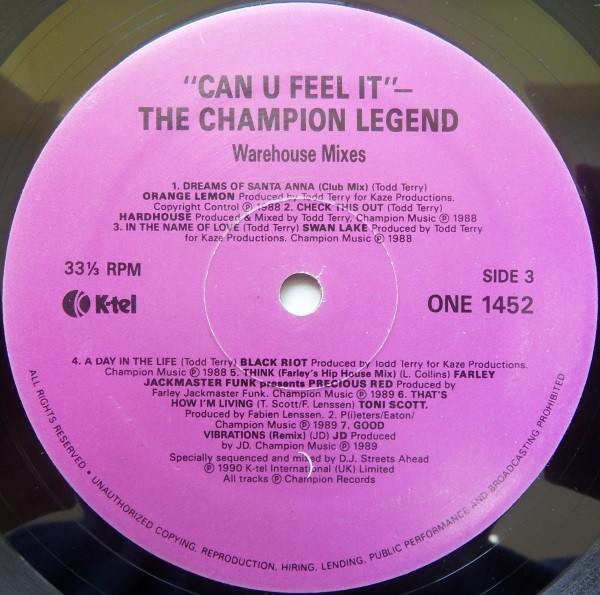 "CAN U FEEL IT"—
THE CHAMPION LEGEND
Warehouse Mixes
1. DREAMS OF SANTA ANNA (Club Mix) (Todd Terry)
ORANGE LEMON Produced by Todd Terry for Kaze Productions.
Copyright Control Ⓟ 1988 2. CHECK THIS OUT (Todd Terry)
HARDHOUSE Produced & Mixed by Todd Terry, Champion Music Ⓟ 1988
3. IN THE NAME OF LOVE (Todd Terry) SWAN LAKE Produced by Todd Terry
for Kaze Productions. Champion Music Ⓟ 1988
33⅓ RPM
SIDE 3
K-tel
ONE 1452
4. A DAY IN THE LIFE (Todd Terry) BLACK RIOT Produced by Todd Terry for Kaze Productions.
Champion Music Ⓟ 1988 5. THINK (Farley's Hip House Mix) (L. Collins) FARLEY
JACKMASTER FUNK presents PRECIOUS RED Produced by
Farley Jackmaster Funk. Champion Music Ⓟ 1989 6. THAT'S
HOW I'M LIVING (T. Scott/F. Lenssen) TONI SCOTT.
Produced by Fabien Lenssen. 2. P(i)eters/Eaton/
Champion Music Ⓟ 1989 7. GOOD
VIBRATIONS (Remix) (JD) JD Produced
by JD. Champion Music Ⓟ 1989
Specially sequenced and mixed by D.J. Streets Ahead
Ⓟ 1990 K-tel International (UK) Limited
All tracks Ⓟ Champion Records
ALL RIGHTS RESERVED • UNAUTHORIZED COPYING, REPRODUCTION, HIRING, LENDING, PUBLIC PERFORMANCE AND BROADCASTING PROHIBITED